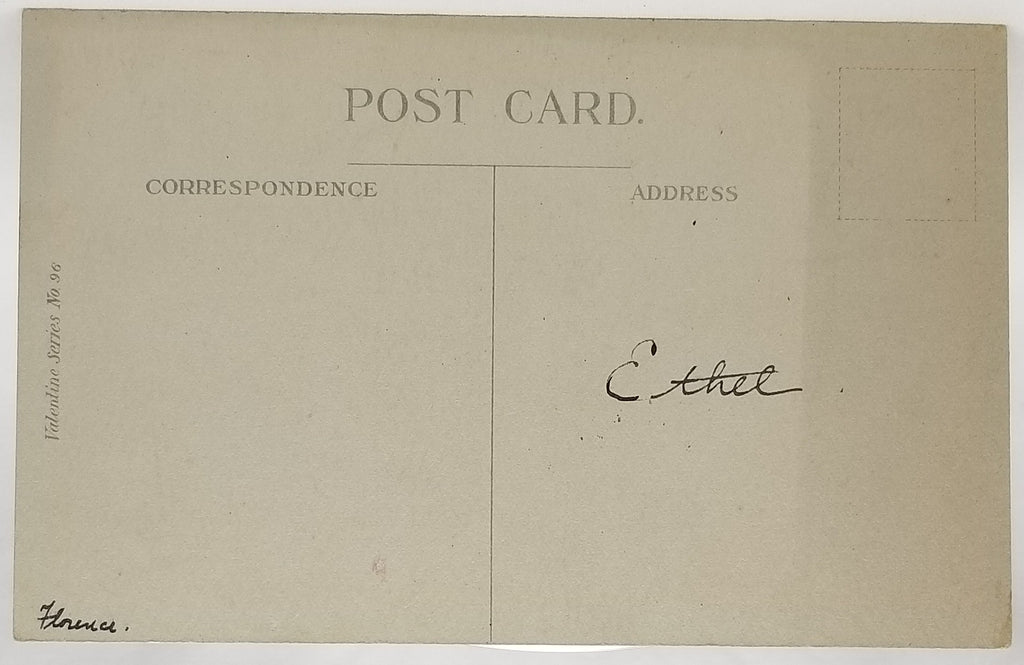 POST CARD.
CORRESPONDENCE
ADDRESS
Valentine Series No. 96
Ethel
Florence.